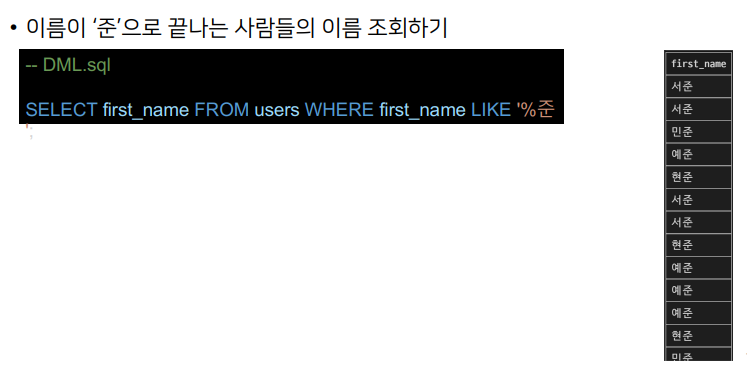 • 이름이 ‘준’으로 끝나는 사람들의 이름 조회하기
-- DML.sql
SELECT first_name FROM users WHERE first_name LIKE '%준
';
first_name
서준
서준
민준
예준
현준
서준
서준
현준
예준
예준
예준
현준
민준